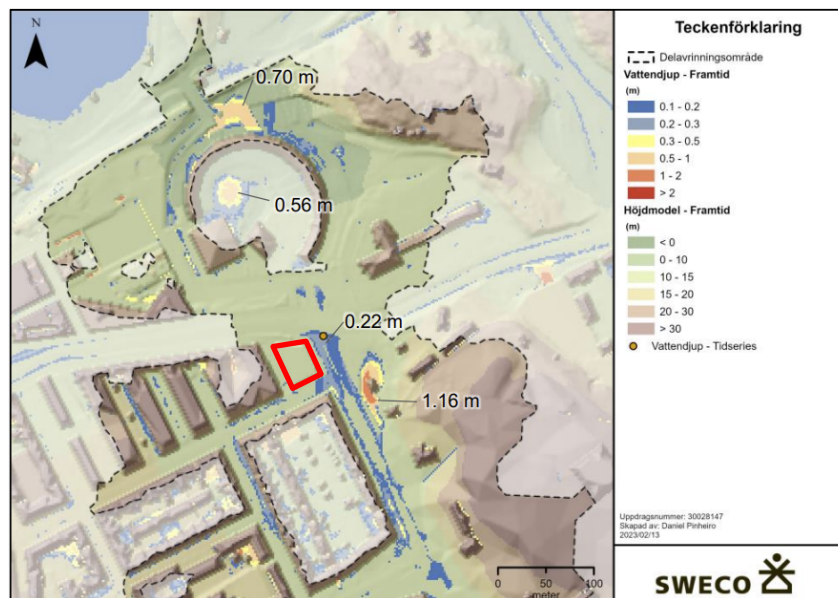 N
0.70 m
0.56 m
0.22 m
1.16 m
0 50 100
meter
Teckenförklaring
Delavrinningsområde
Vattendjup - Framtid
(m)
0.1 - 0.2
0.2 - 0.3
0.3 - 0.5
0.5 - 1
1 - 2
> 2
Höjdmodel - Framtid
(m)
< 0
0 - 10
10 - 15
15 - 20
20 - 30
> 30
Vattendjup - Tidseries
Uppdragsnummer: 30028147
Skapad av: Daniel Pinheiro
2023/02/13
SWECO